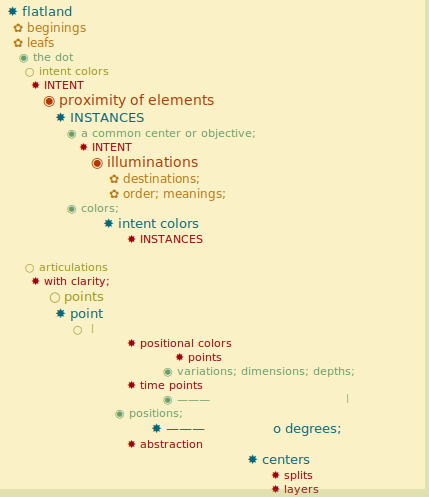 ✸ flatland
✿ beginings
✿ leafs
◉ the dot
○ intent colors
✸ INTENT
◉ proximity of elements
✸ INSTANCES
◉ a common center or objective;
✸ INTENT
◉ illuminations
✿ destinations;
✿ order; meanings;
◉ colors;
✸ intent colors
✸ INSTANCES
○ articulations
✸ with clarity;
○ points
✸ point
○ |
✸ positional colors
✸ points
◉ variations; dimensions; depths;
✸ time points
◉ ——— |
◉ positions;
✸ ——— o degrees;
✸ abstraction
✸ centers
✸ splits
✸ layers